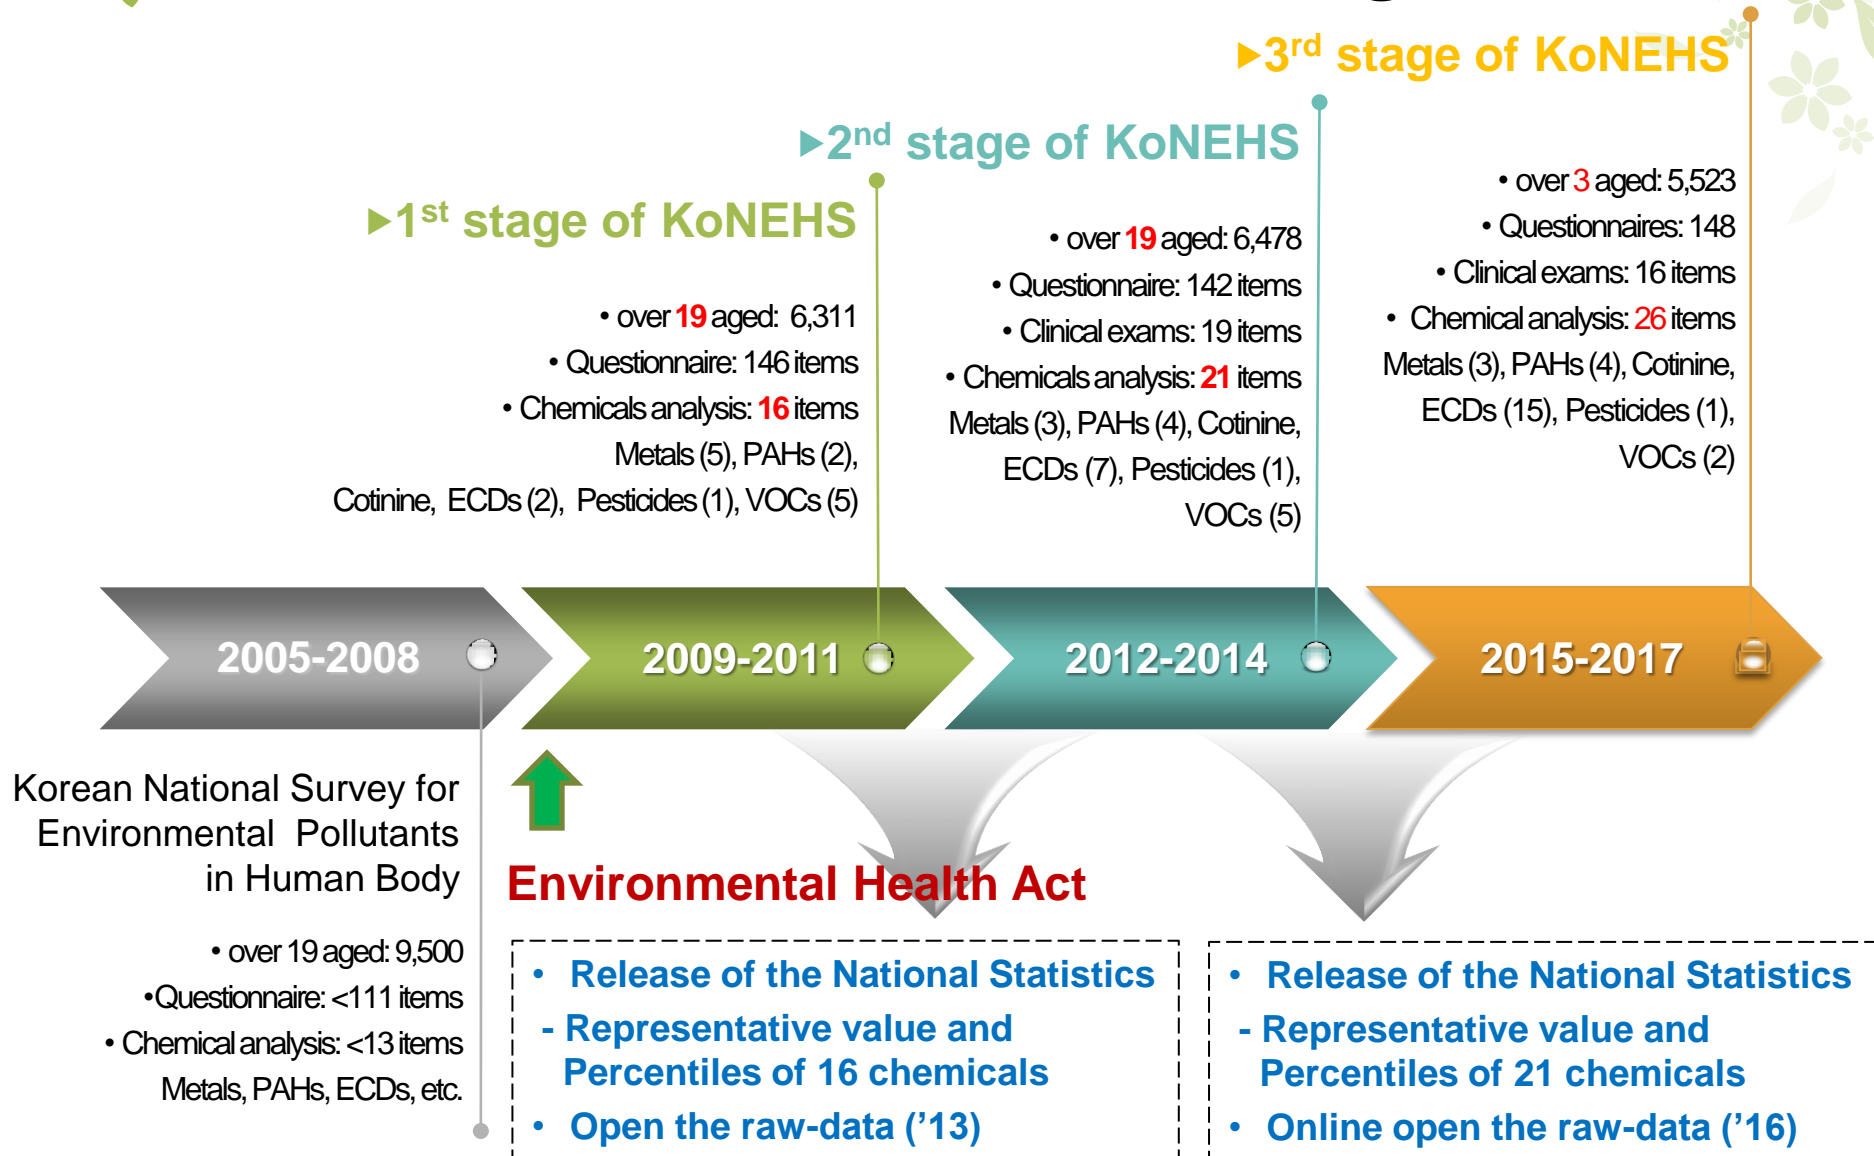 ▶3rd stage of KoNEHS
▶2nd stage of KoNEHS
▶1st stage of KoNEHS
• over 19 aged: 6,311
• Questionnaire: 146 items
• Chemicals analysis: 16 items
Metals (5), PAHs (2),
Cotinine, ECDs (2), Pesticides (1), VOCs (5)
• over 19 aged: 6,478
• Questionnaire: 142 items
• Clinical exams: 19 items
• Chemicals analysis: 21 items
Metals (3), PAHs (4), Cotinine,
ECDs (7), Pesticides (1),
VOCs (5)
• over 3 aged: 5,523
• Questionnaires: 148
• Clinical exams: 16 items
• Chemical analysis: 26 items
Metals (3), PAHs (4), Cotinine,
ECDs (15), Pesticides (1),
VOCs (2)
2005-2008
2009-2011
2012-2014
2015-2017
Korean National Survey for
Environmental Pollutants
in Human Body
• over 19 aged: 9,500
•Questionnaire: <111 items
• Chemical analysis: <13 items
Metals, PAHs, ECDs, etc.
Environmental Health Act
• Release of the National Statistics
- Representative value and
Percentiles of 16 chemicals
• Open the raw-data (’13)
• Release of the National Statistics
- Representative value and
Percentiles of 21 chemicals
• Online open the raw-data (’16)